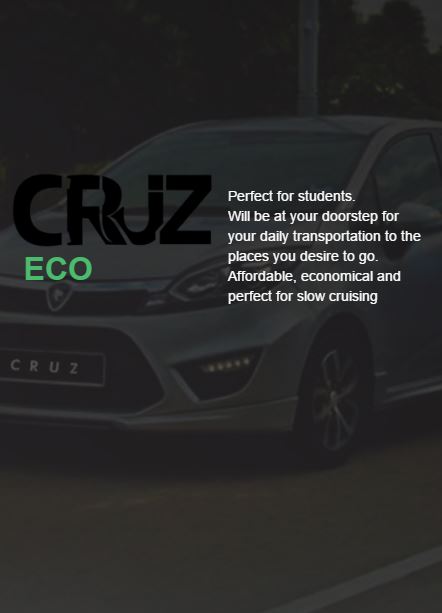 CRUZ
ECO
Perfect for students.
Will be at your doorstep for
your daily transportation to the
places you desire to go.
Affordable, economical and
perfect for slow cruising
CRUZ